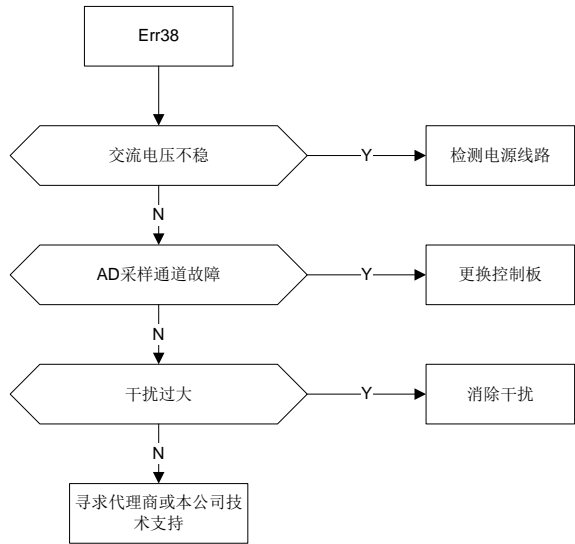 Err38
交流电压不稳
Y
检测电源线路
N
AD采样通道故障
Y
更换控制板
N
干扰过大
Y
消除干扰
N
寻求代理商或本公司技
术支持